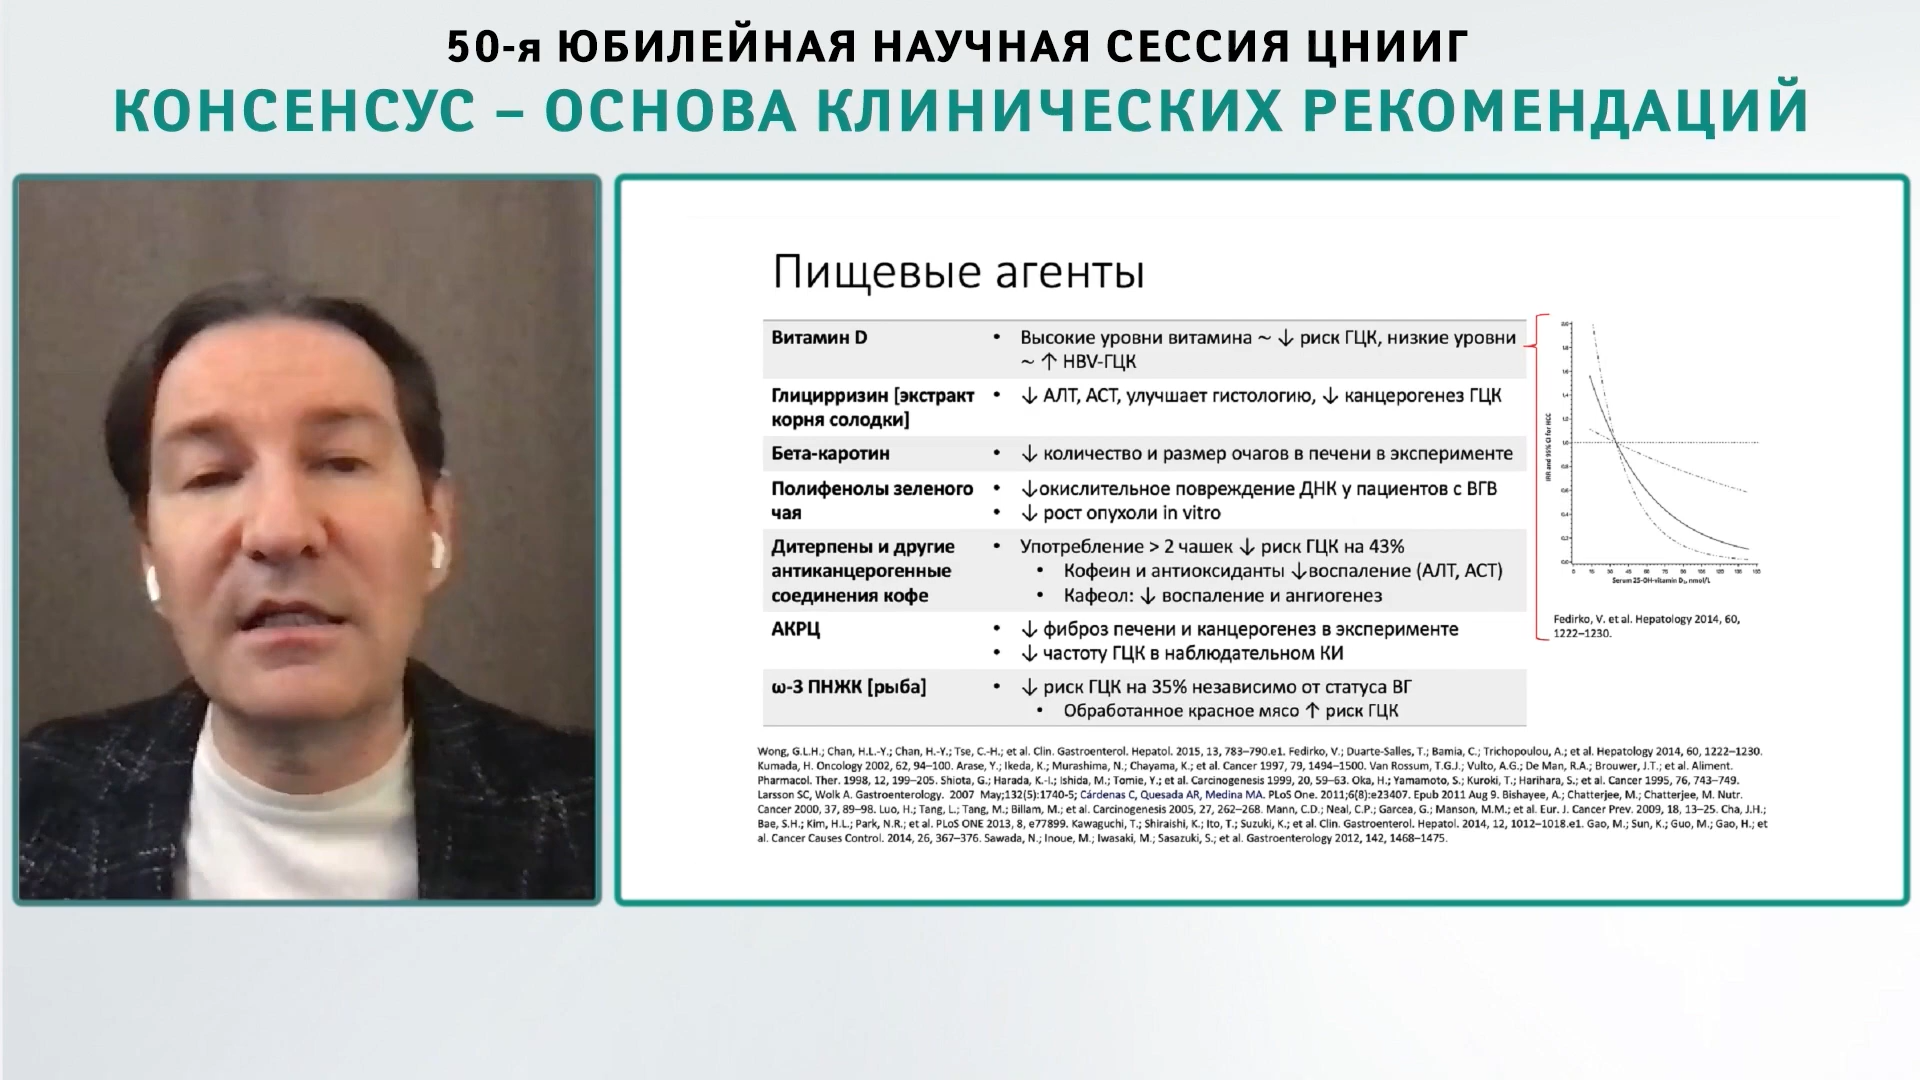 50-я ЮБИЛЕЙНАЯ НАУЧНАЯ СЕССИЯ ЦНИИГ
КОНСЕНСУС – ОСНОВА КЛИНИЧЕСКИХ РЕКОМЕНДАЦИЙ
Пищевые агенты
Витамин D
• Высокие уровни витамина ~ ↓ риск ГЦК, низкие уровни
~ ↑ HBV-ГЦК
Глицирризин [экстракт
корня солодки]
• ↓ АЛТ, АСТ, улучшает гистологию, ↓ канцерогенез ГЦК
Бета-каротин
• ↓ количество и размер очагов в печени в эксперименте
Полифенолы зеленого
чая
• ↓окислительное повреждение ДНК у пациентов с ВГВ
• ↓ рост опухоли in vitro
Дитерпены и другие
антиканцерогенные
соединения кофе
• Употребление > 2 чашек ↓ риск ГЦК на 43%
• Кофеин и антиоксиданты ↓воспаление (АЛТ, АСТ)
• Кафеол: ↓ воспаление и ангиогенез
АКРЦ
• ↓ фиброз печени и канцерогенез в эксперименте
• ↓ частоту ГЦК в наблюдательном КИ
ω-3 ПНЖК [рыба]
• ↓ риск ГЦК на 35% независимо от статуса ВГ
• Обработанное красное мясо ↑ риск ГЦК
IRR and 95% CI for HCC
Serum 25-OH-vitamin D₃, nmol/L
Fedirko, V. et al. Hepatology 2014, 60,
1222–1230.
Wong, G.L.H.; Chan, H.L.-Y.; Chan, H.-Y.; Tse, C.-H.; et al. Clin. Gastroenterol. Hepatol. 2015, 13, 783–790.e1. Fedirko, V.; Duarte-Salles, T.; Bamia, C.; Trichopoulou, A.; et al. Hepatology 2014, 60, 1222–1230.
Kumada, H. Oncology 2002, 62, 94–100. Arase, Y.; Ikeda, K.; Murashima, N.; Chayama, K.; et al. Cancer 1997, 79, 1494–1500. Van Rossum, T.G.J.; Vulto, A.G.; De Man, R.A.; Brouwer, J.T.; et al. Aliment.
Pharmacol. Ther. 1998, 12, 199–205. Shiota, G.; Harada, K.-I.; Ishida, M.; Tomie, Y.; et al. Carcinogenesis 1999, 20, 59–63. Oka, H.; Yamamoto, S.; Kuroki, T.; Harihara, S.; et al. Cancer 1995, 76, 743–749.
Larsson SC, Wolk A. Gastroenterology. 2007 May;132(5):1740-5; Cárdenas C, Quesada AR, Medina MA. PLoS One. 2011;6(8):e23407. Epub 2011 Aug 9. Bishayee, A.; Chatterjee, M.; Chatterjee, M. Nutr.
Cancer 2000, 37, 89–98. Luo, H.; Tang, L.; Tang, M.; Billam, M.; et al. Carcinogenesis 2005, 27, 262–268. Mann, C.D.; Neal, C.P.; Garcea, G.; Manson, M.M.; et al. Eur. J. Cancer Prev. 2009, 18, 13–25. Cha, J.H.;
Bae, S.H.; Kim, H.L.; Park, N.R.; et al. PLoS ONE 2013, 8, e77899. Kawaguchi, T.; Shiraishi, K.; Ito, T.; Suzuki, K.; et al. Clin. Gastroenterol. Hepatol. 2014, 12, 1012–1018.e1. Gao, M.; Sun, K.; Guo, M.; Gao, H.; et
al. Cancer Causes Control. 2014, 26, 367–376. Sawada, N.; Inoue, M.; Iwasaki, M.; Sasazuki, S.; et al. Gastroenterology 2012, 142, 1468–1475.